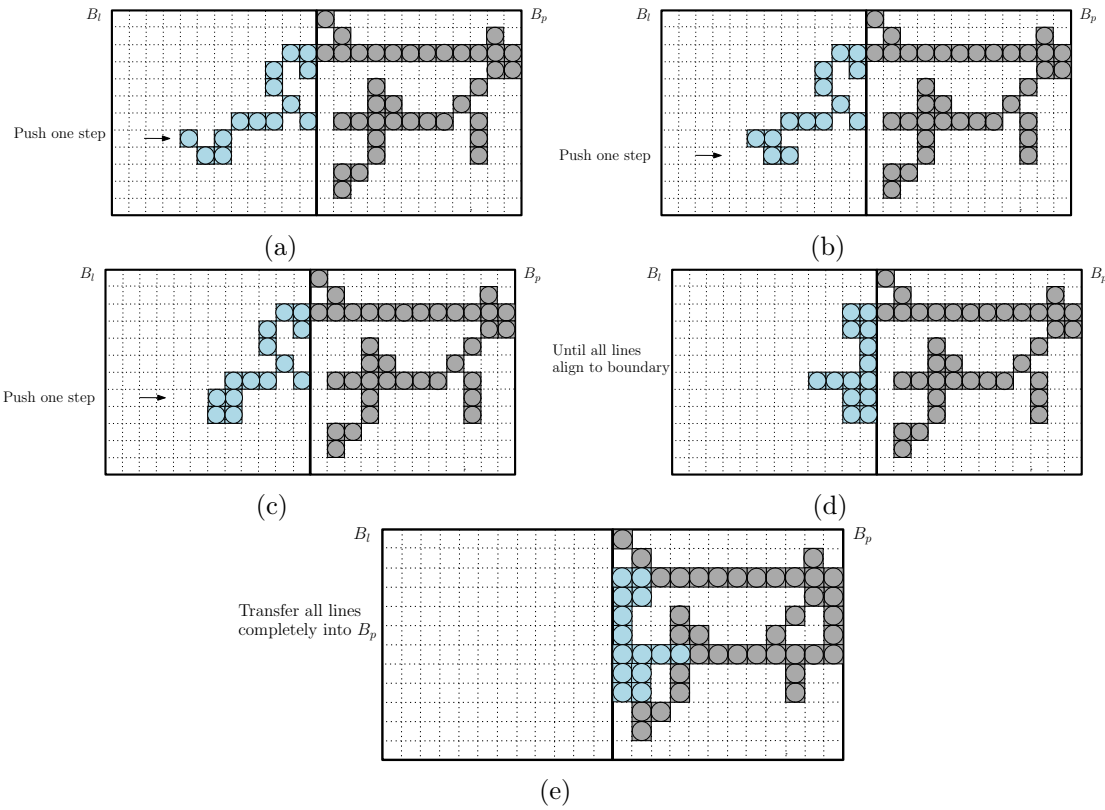 B_l
B_p
Push one step
(a)
B_l
B_p
Push one step
(b)
B_l
B_p
Push one step
(c)
B_l
B_p
Until all lines
align to boundary
(d)
B_l
B_p
Transfer all lines
completely into B_p
(e)